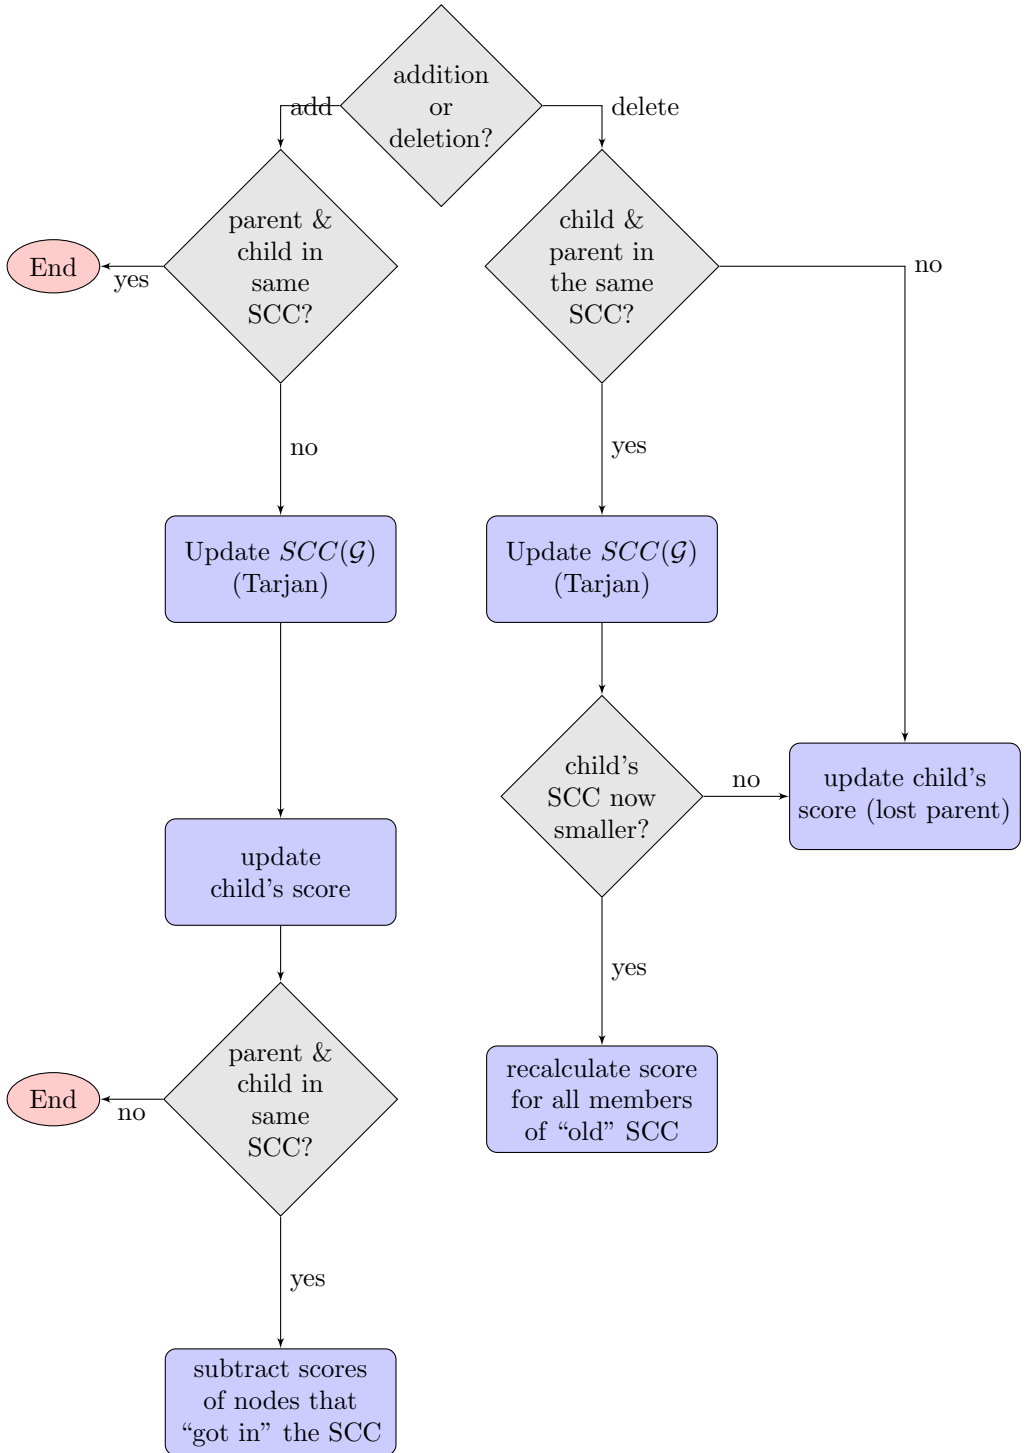 addition
or
deletion?
add
delete
parent &
child in
same
SCC?
End
yes
child &
parent in
the same
SCC?
no
no
yes
Update SCC(𝒢)
(Tarjan)
Update SCC(𝒢)
(Tarjan)
child's
SCC now
smaller?
no
update child's
score (lost parent)
update
child's score
yes
parent &
child in
same
SCC?
End
no
recalculate score
for all members
of “old” SCC
yes
subtract scores
of nodes that
“got in” the SCC